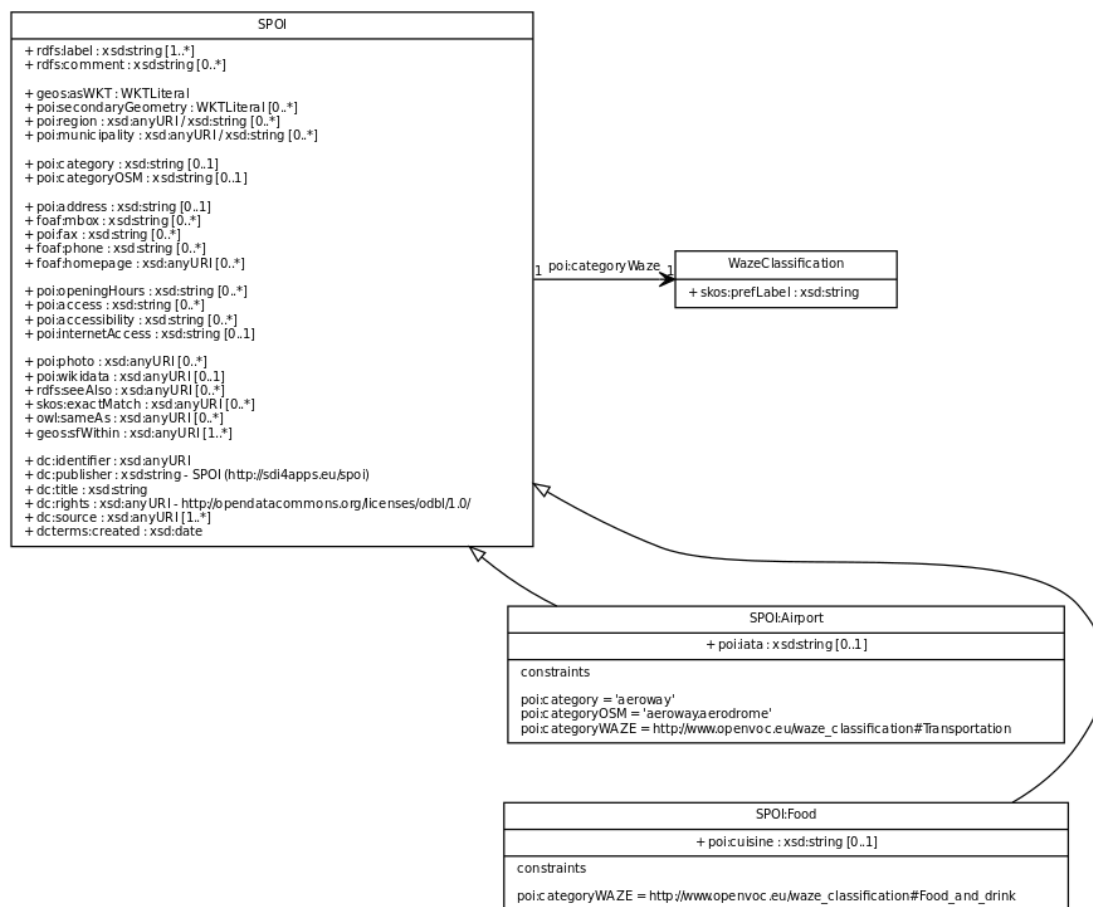 SPOI
+ rdfs:label : xsd:string [1..*]
+ rdfs:comment : xsd:string [0..*]
+ geos:asWKT : WKTLiteral
+ poi:secondaryGeometry : WKTLiteral [0..*]
+ poi:region : xsd:anyURI / xsd:string [0..*]
+ poi:municipality : xsd:anyURI / xsd:string [0..*]
+ poi:category : xsd:string [0..1]
+ poi:categoryOSM : xsd:string [0..1]
+ poi:address : xsd:string [0..1]
+ foaf:mbox : xsd:string [0..*]
+ poi:fax : xsd:string [0..*]
+ foaf:phone : xsd:string [0..*]
+ foaf:homepage : xsd:anyURI [0..*]
+ poi:openingHours : xsd:string [0..*]
+ poi:access : xsd:string [0..*]
+ poi:accessibility : xsd:string [0..*]
+ poi:internetAccess : xsd:string [0..1]
+ poi:photo : xsd:anyURI [0..*]
+ poi:wikidata : xsd:anyURI [0..1]
+ rdfs:seeAlso : xsd:anyURI [0..*]
+ skos:exactMatch : xsd:anyURI [0..*]
+ owl:sameAs : xsd:anyURI [0..*]
+ geos:sfWithin : xsd:anyURI [1..*]
+ dc:identifier : xsd:anyURI
+ dc:publisher : xsd:string - SPOI (http://sdi4apps.eu/spoi)
+ dc:title : xsd:string
+ dc:rights : xsd:anyURI - http://opendatacommons.org/licenses/odbl/1.0/
+ dc:source : xsd:anyURI [1..*]
+ dcterms:created : xsd:date
1 poi:categoryWaze 1
WazeClassification
+ skos:prefLabel : xsd:string
SPOI:Airport
+ poi:iata : xsd:string [0..1]
constraints
poi:category = 'aeroway'
poi:categoryOSM = 'aeroway.aerodrome'
poi:categoryWAZE = http://www.openvoc.eu/waze_classification#Transportation
SPOI:Food
+ poi:cuisine : xsd:string [0..1]
constraints
poi:categoryWAZE = http://www.openvoc.eu/waze_classification#Food_and_drink